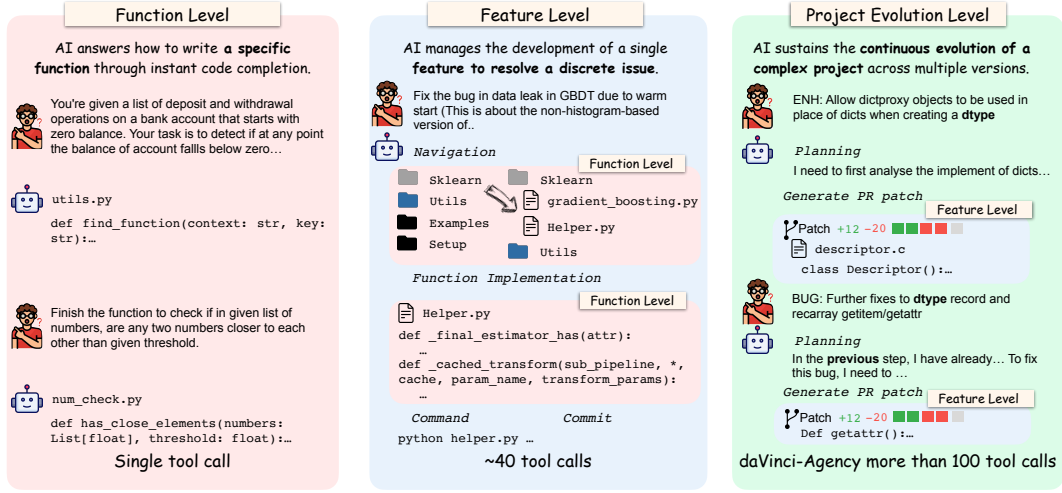 Function Level
AI answers how to write a specific
function through instant code completion.
You're given a list of deposit and withdrawal
operations on a bank account that starts with
zero balance. Your task is to detect if at any point
the balance of account fallls below zero…
utils.py
def find_function(context: str, key:
str):…
Finish the function to check if in given list of
numbers, are any two numbers closer to each
other than given threshold.
num_check.py
def has_close_elements(numbers:
List[float], threshold: float):…
Single tool call
Feature Level
AI manages the development of a single
feature to resolve a discrete issue.
Fix the bug in data leak in GBDT due to warm
start (This is about the non-histogram-based
version of..
Navigation
Function Level
Sklearn
Utils
Examples
Setup
Sklearn
gradient_boosting.py
Helper.py
Utils
Function Implementation
Function Level
Helper.py
def _final_estimator_has(attr):
…
def _cached_transform(sub_pipeline, *,
cache, param_name, transform_params):
…
Command
Commit
python helper.py …
~40 tool calls
Project Evolution Level
AI sustains the continuous evolution of a
complex project across multiple versions.
ENH: Allow dictproxy objects to be used in
place of dicts when creating a dtype
Planning
I need to first analyse the implement of dicts…
Generate PR patch
Feature Level
Patch +12 -20
descriptor.c
class Descriptor():…
BUG: Further fixes to dtype record and
recarray getitem/getattr
Planning
In the previous step, I have already… To fix
this bug, I need to …
Generate PR patch
Feature Level
Patch +12 -20
Def getattr():…
daVinci-Agency more than 100 tool calls